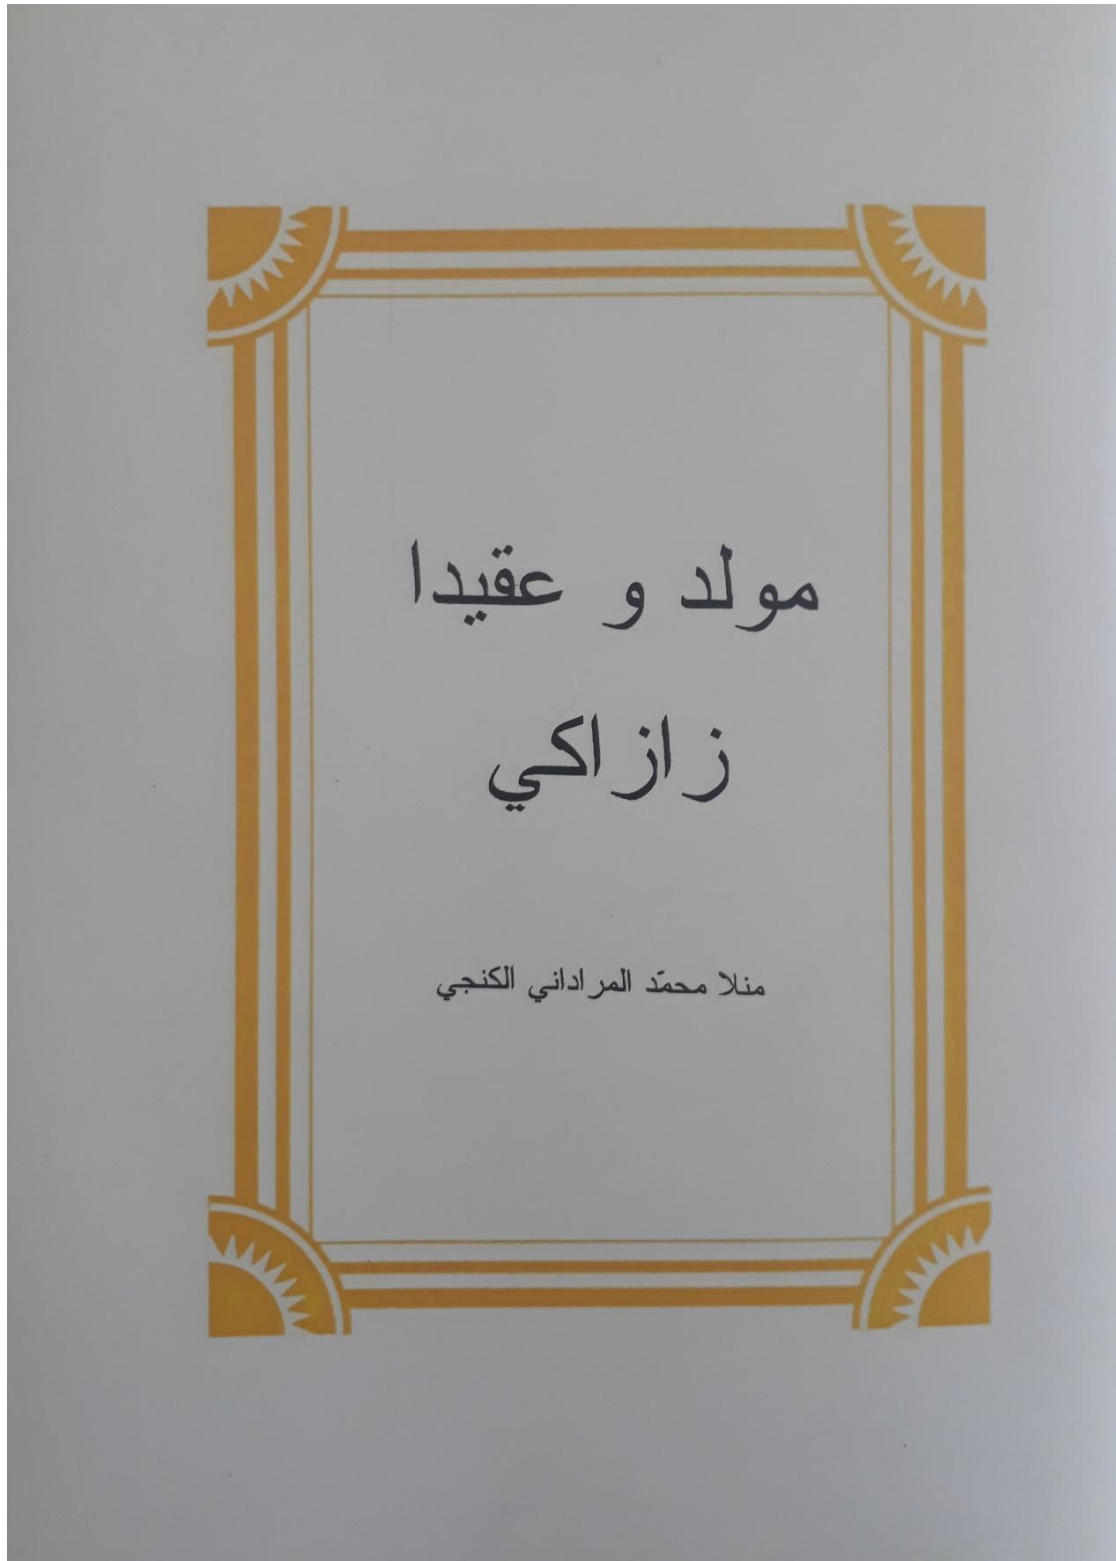 مولد و عقيدا
زازاكي
منلا محمّد المراداني الكنجي